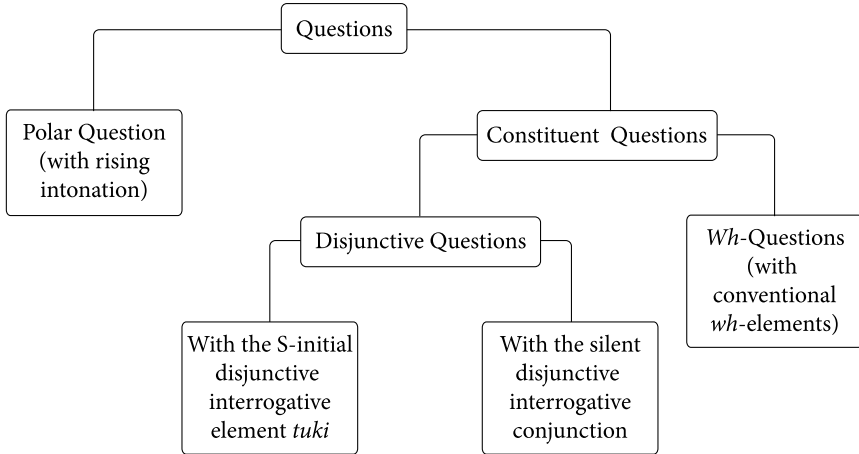 Questions
Polar Question
(with rising
intonation)
Constituent Questions
Disjunctive Questions
Wh-Questions
(with
conventional
wh-elements)
With the S-initial
disjunctive
interrogative
element tuki
With the silent
disjunctive
interrogative
conjunction